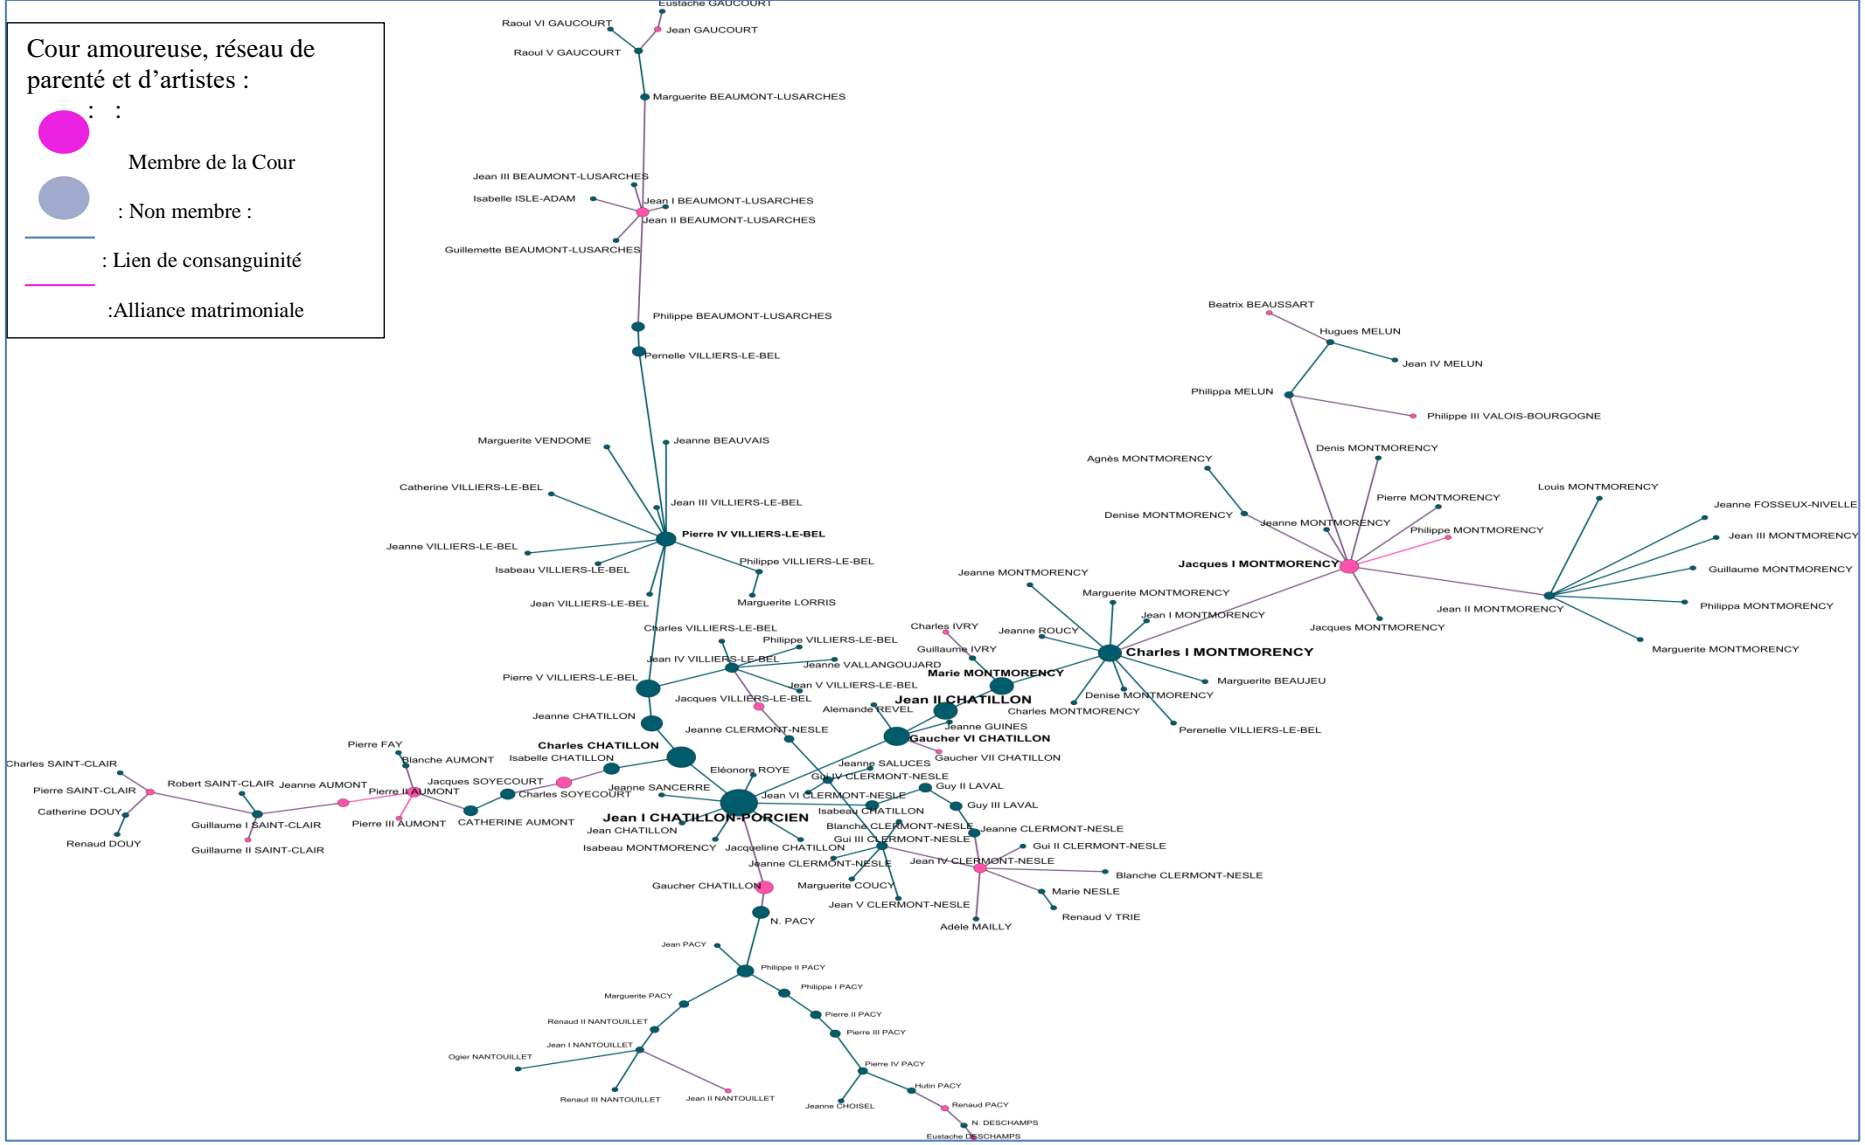 Cour amoureuse, réseau de
parenté et d’artistes :
: :
Membre de la Cour
: Non membre :
: Lien de consanguinité
:Alliance matrimoniale
Eustache GAUCOURT
Raoul VI GAUCOURT
Jean GAUCOURT
Raoul V GAUCOURT
Marguerite BEAUMONT-LUSARCHES
Jean III BEAUMONT-LUSARCHES
Isabelle ISLE-ADAM
Jean I BEAUMONT-LUSARCHES
Jean II BEAUMONT-LUSARCHES
Guillemette BEAUMONT-LUSARCHES
Philippe BEAUMONT-LUSARCHES
Pernelle VILLIERS-LE-BEL
Marguerite VENDOME
Jeanne BEAUVAIS
Catherine VILLIERS-LE-BEL
Jean III VILLIERS-LE-BEL
Pierre IV VILLIERS-LE-BEL
Jeanne VILLIERS-LE-BEL
Isabeau VILLIERS-LE-BEL
Philippe VILLIERS-LE-BEL
Jean VILLIERS-LE-BEL
Marguerite LORRIS
Charles VILLIERS-LE-BEL
Philippe VILLIERS-LE-BEL
Jean IV VILLIERS-LE-BEL
Jeanne VALLANGOUJARD
Pierre V VILLIERS-LE-BEL
Jean V VILLIERS-LE-BEL
Jacques VILLIERS-LE-BEL
Jeanne CHATILLON
Jeanne CLERMONT-NESLE
Charles CHATILLON
Isabelle CHATILLON
Pierre FAY
Blanche AUMONT
Charles SAINT-CLAIR
Robert SAINT-CLAIR
Jeanne AUMONT
Jacques SOYECOURT
Pierre SAINT-CLAIR
Pierre II AUMONT
Charles SOYECOURT
Catherine DOUY
Guillaume I SAINT-CLAIR
Pierre III AUMONT
CATHERINE AUMONT
Renaud DOUY
Guillaume II SAINT-CLAIR
Beatrix BEAUSSART
Hugues MELUN
Jean IV MELUN
Philippa MELUN
Philippe III VALOIS-BOURGOGNE
Denis MONTMORENCY
Agnès MONTMORENCY
Pierre MONTMORENCY
Louis MONTMORENCY
Jeanne FOSSEUX-NIVELLE
Denise MONTMORENCY
Jeanne MONTMORENCY
Philippe MONTMORENCY
Jean III MONTMORENCY
Jacques I MONTMORENCY
Guillaume MONTMORENCY
Jean II MONTMORENCY
Philippa MONTMORENCY
Jacques MONTMORENCY
Marguerite MONTMORENCY
Jeanne MONTMORENCY
Marguerite MONTMORENCY
Jean I MONTMORENCY
Charles IVRY
Jeanne ROUCY
Guillaume IVRY
Charles I MONTMORENCY
Marie MONTMORENCY
Marguerite BEAUJEU
Denise MONTMORENCY
Charles MONTMORENCY
Perenelle VILLIERS-LE-BEL
Jean II CHATILLON
Alemande REVEL
Jeanne GUINES
Gaucher VI CHATILLON
Gaucher VII CHATILLON
Jeanne SALUCES
Eléonore ROYE
Gui IV CLERMONT-NESLE
Jeanne SANCERRE
Jean VI CLERMONT-NESLE
Guy II LAVAL
Guy III LAVAL
Isabeau CHATILLON
Jean I CHATILLON-PORCIEN
Blanche CLERMONT-NESLE
Jeanne CLERMONT-NESLE
Jean CHATILLON
Gui III CLERMONT-NESLE
Gui II CLERMONT-NESLE
Isabeau MONTMORENCY
Jacqueline CHATILLON
Jeanne CLERMONT-NESLE
Jean IV CLERMONT-NESLE
Blanche CLERMONT-NESLE
Gaucher CHATILLON
Marguerite COUCY
Marie NESLE
Jean V CLERMONT-NESLE
Renaud V TRIE
Adèle MAILLY
N. PACY
Jean PACY
Philippe II PACY
Marguerite PACY
Philippe I PACY
Renaud II NANTOUILLET
Pierre II PACY
Pierre III PACY
Jean I NANTOUILLET
Ogier NANTOUILLET
Pierre IV PACY
Renaut III NANTOUILLET
Jean II NANTOUILLET
Hutin PACY
Jeanne CHOISEL
Renaud PACY
N. DESCHAMPS
Eustache DESCHAMPS